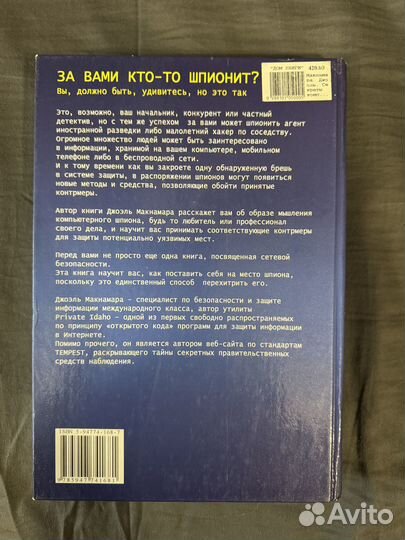 "ДОМ КНИГИ"
ЗА ВАМИ КТО-ТО ШПИОНИТ?
Вы, должно быть, удивитесь, но это так
Это, возможно, ваш начальник, конкурент или частный
детектив, но с тем же успехом за вами может шпионить агент
иностранной разведки либо малолетний хакер по соседству.
Огромное множество людей может быть заинтересовано
в информации, хранимой на вашем компьютере, мобильном
телефоне либо в беспроводной сети.
И к тому времени как вы закроете одну обнаруженную брешь
в системе защиты, в распоряжении шпионов могут появиться
новые методы и средства, позволяющие обойти принятые
контрмеры.
Автор книги Джоэль Макнамара расскажет вам об образе мышления
компьютерного шпиона, будь то любитель или профессионал
своего дела, и научит вас принимать соответствующие контрмеры
для защиты потенциально уязвимых мест.
Перед вами не просто еще одна книга, посвященная сетевой
безопасности.
Эта книга научит вас, как поставить себя на место шпиона,
поскольку это единственный способ перехитрить его.
Джоэль Макнамара – специалист по безопасности и защите
информации международного класса, автор утилиты
Private Idaho – одной из первых свободно распространяемых
по принципу «открытого кода» программ для защиты информации
в Интернете.
Помимо прочего, он является автором веб-сайта по стандартам
TEMPEST, раскрывающего тайны секретных правительственных
средств наблюдения.
ISBN 5-94774-168-7
9 785947 741681
Avito